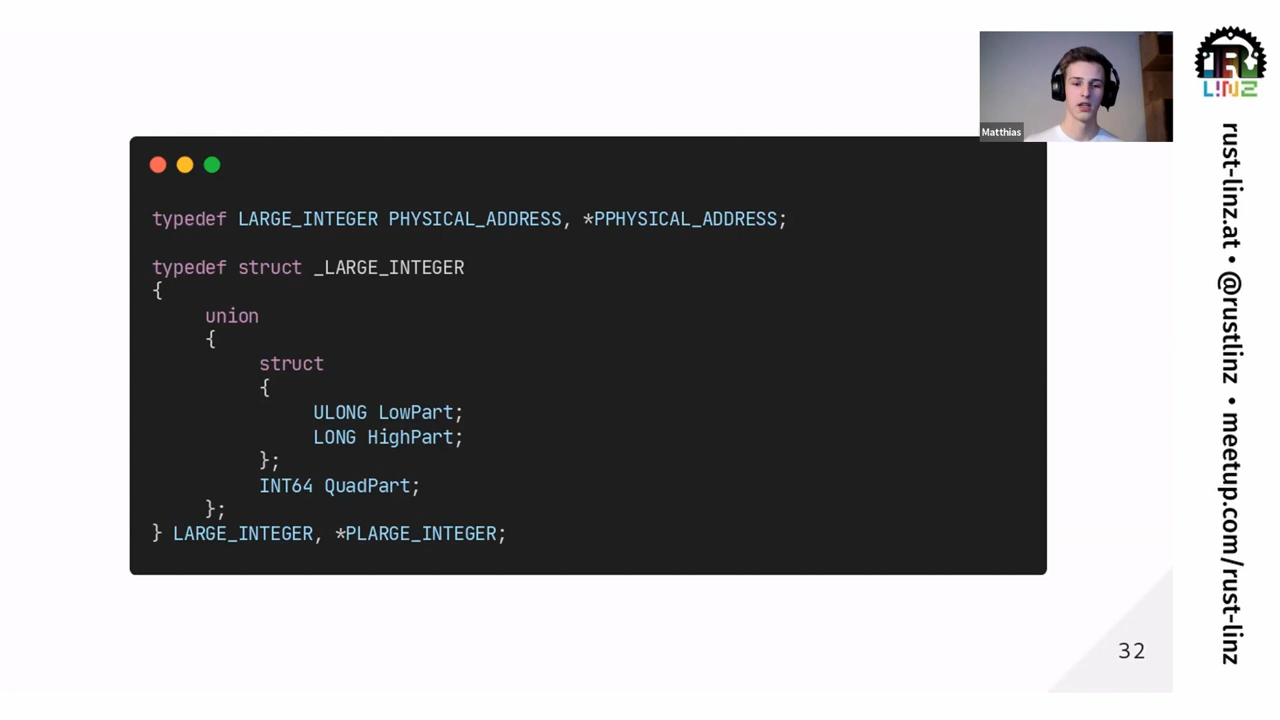 typedef LARGE_INTEGER PHYSICAL_ADDRESS, *PPHYSICAL_ADDRESS;
typedef struct _LARGE_INTEGER
{
union
{
struct
{
ULONG LowPart;
LONG HighPart;
};
INT64 QuadPart;
};
} LARGE_INTEGER, *PLARGE_INTEGER;
32
Matthias
R
L!NZ
rust-linz.at • @rustlinz • meetup.com/rust-linz